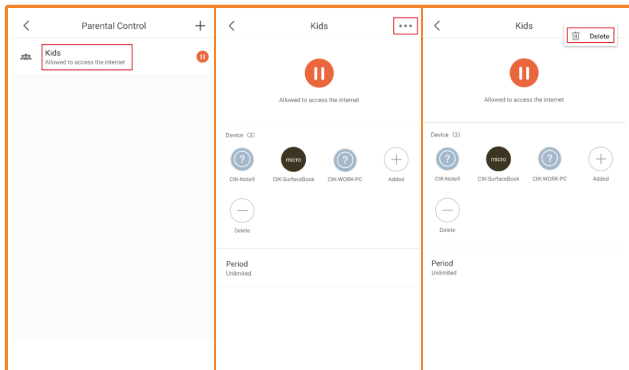 Parental Control
Kids
Allowed to access the internet
Kids
Allowed to access the internet
Device (3)
micro
CtK-Note9
CtK-SurfaceBook
CtK-WORK-PC
Added
Delete
Period
Unlimited
Kids
Delete
Allowed to access the internet
Device (3)
micro
CtK-Note9
CtK-SurfaceBook
CtK-WORK-PC
Added
Delete
Period
Unlimited